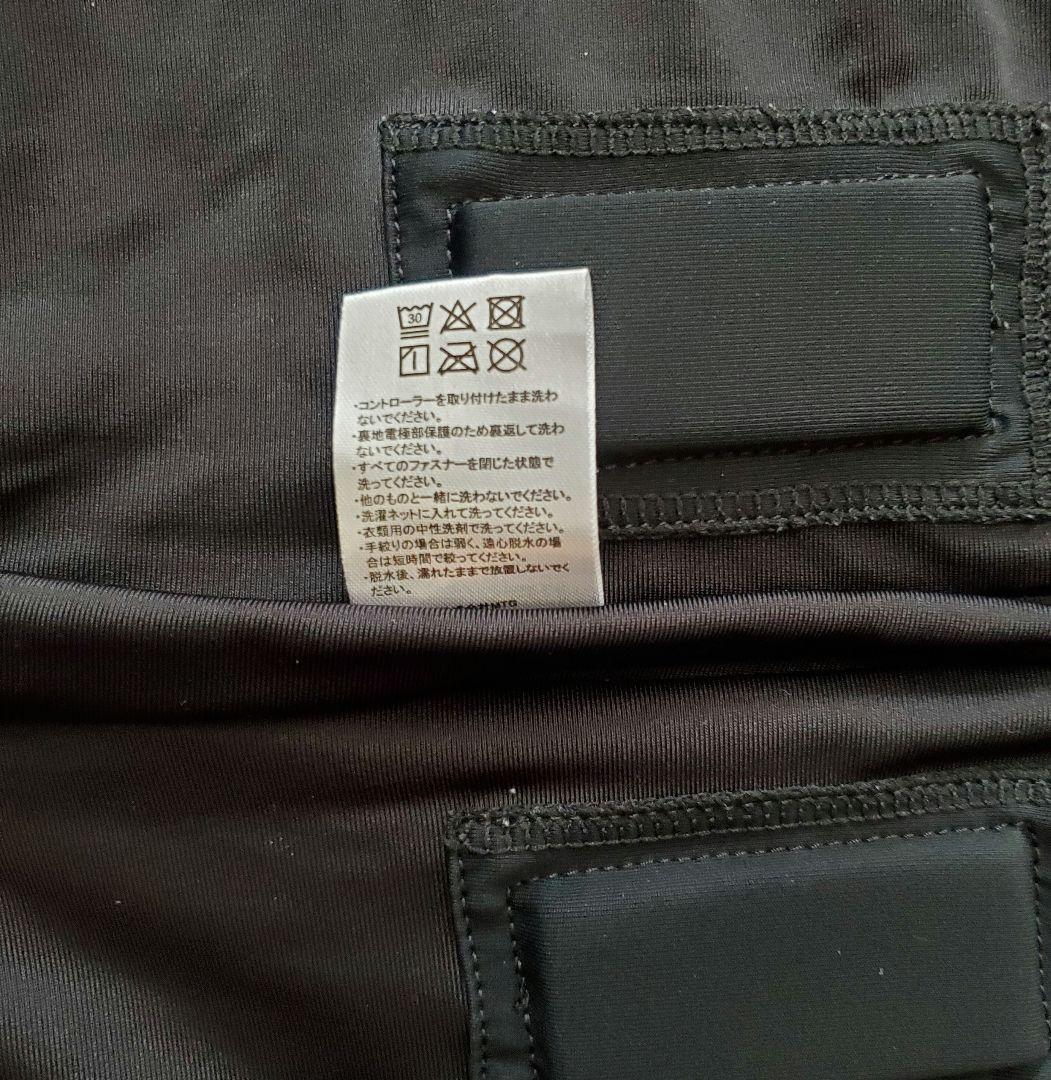 30
・コントローラーを取り付けたまま洗わ
ないでください。
・裏地電極部保護のため裏返して洗わ
ないでください。
・すべてのファスナーを閉じた状態で
洗ってください。
・他のものと一緒に洗わないでください。
・洗濯ネットに入れて洗ってください。
・衣類用の中性洗剤で洗ってください。
・手絞りの場合は弱く、遠心脱水の場
合は短時間で絞ってください。
・脱水後、濡れたままで放置しないでく
ださい。
MTG